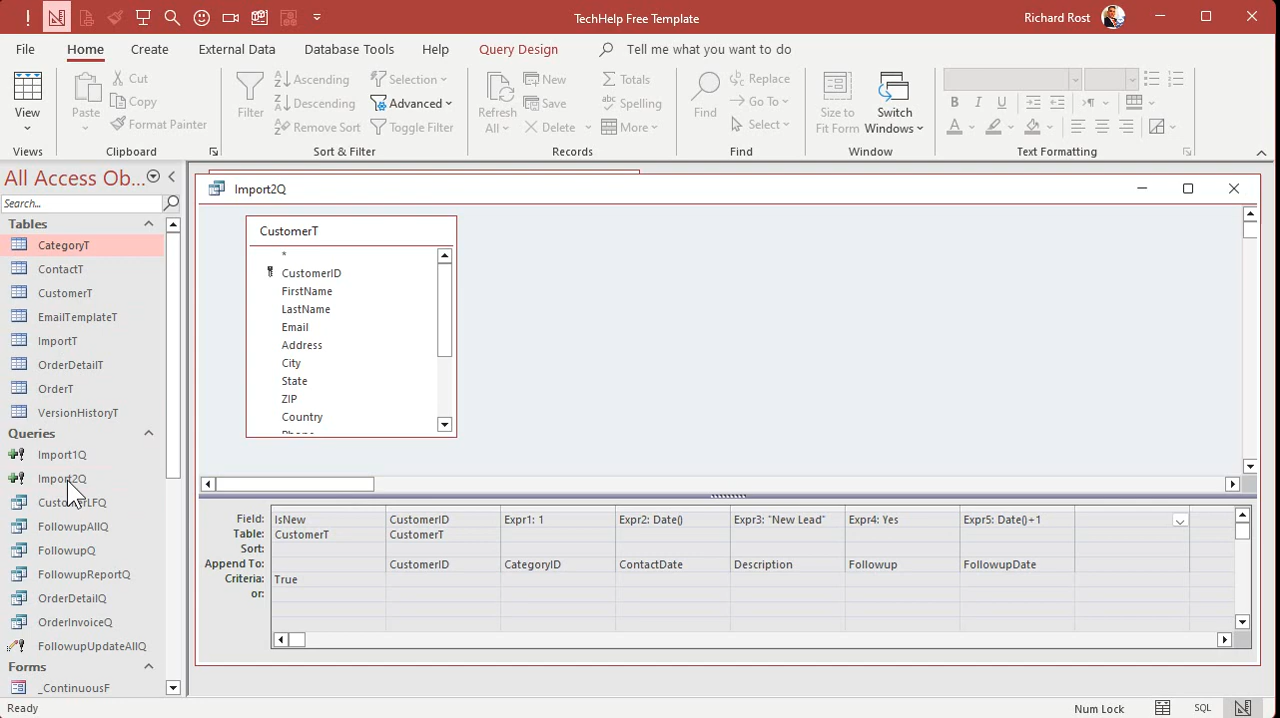 TechHelp Free Template
Richard Rost
File
Home
Create
External Data
Database Tools
Help
Query Design
Tell me what you want to do
View
Views
Paste
Cut
Copy
Format Painter
Clipboard
Filter
Ascending
Descending
Remove Sort
Selection
Advanced
Toggle Filter
Sort & Filter
Refresh All
New
Save
Delete
Totals
Spelling
More
Records
Find
Replace
Go To
Select
Find
Size to Fit Form
Switch Windows
Window
B I U
A
Text Formatting
All Access Ob...
Search...
Tables
CategoryT
ContactT
CustomerT
EmailTemplateT
ImportT
OrderDetailT
OrderT
VersionHistoryT
Queries
Import1Q
Import2Q
CustomerLFQ
FollowupAllQ
FollowupQ
FollowupReportQ
OrderDetailQ
OrderInvoiceQ
FollowupUpdateAllQ
Forms
_ContinuousF
Import2Q
CustomerT
*
CustomerID
FirstName
LastName
Email
Address
City
State
ZIP
Country
Phone
Field: IsNew CustomerID Expr1: 1 Expr2: Date() Expr3: "New Lead" Expr4: Yes Expr5: Date()+1
Table: CustomerT CustomerT
Sort:
Append To: CustomerID CategoryID ContactDate Description Followup FollowupDate
Criteria: True
or:
Ready
Num Lock
SQL